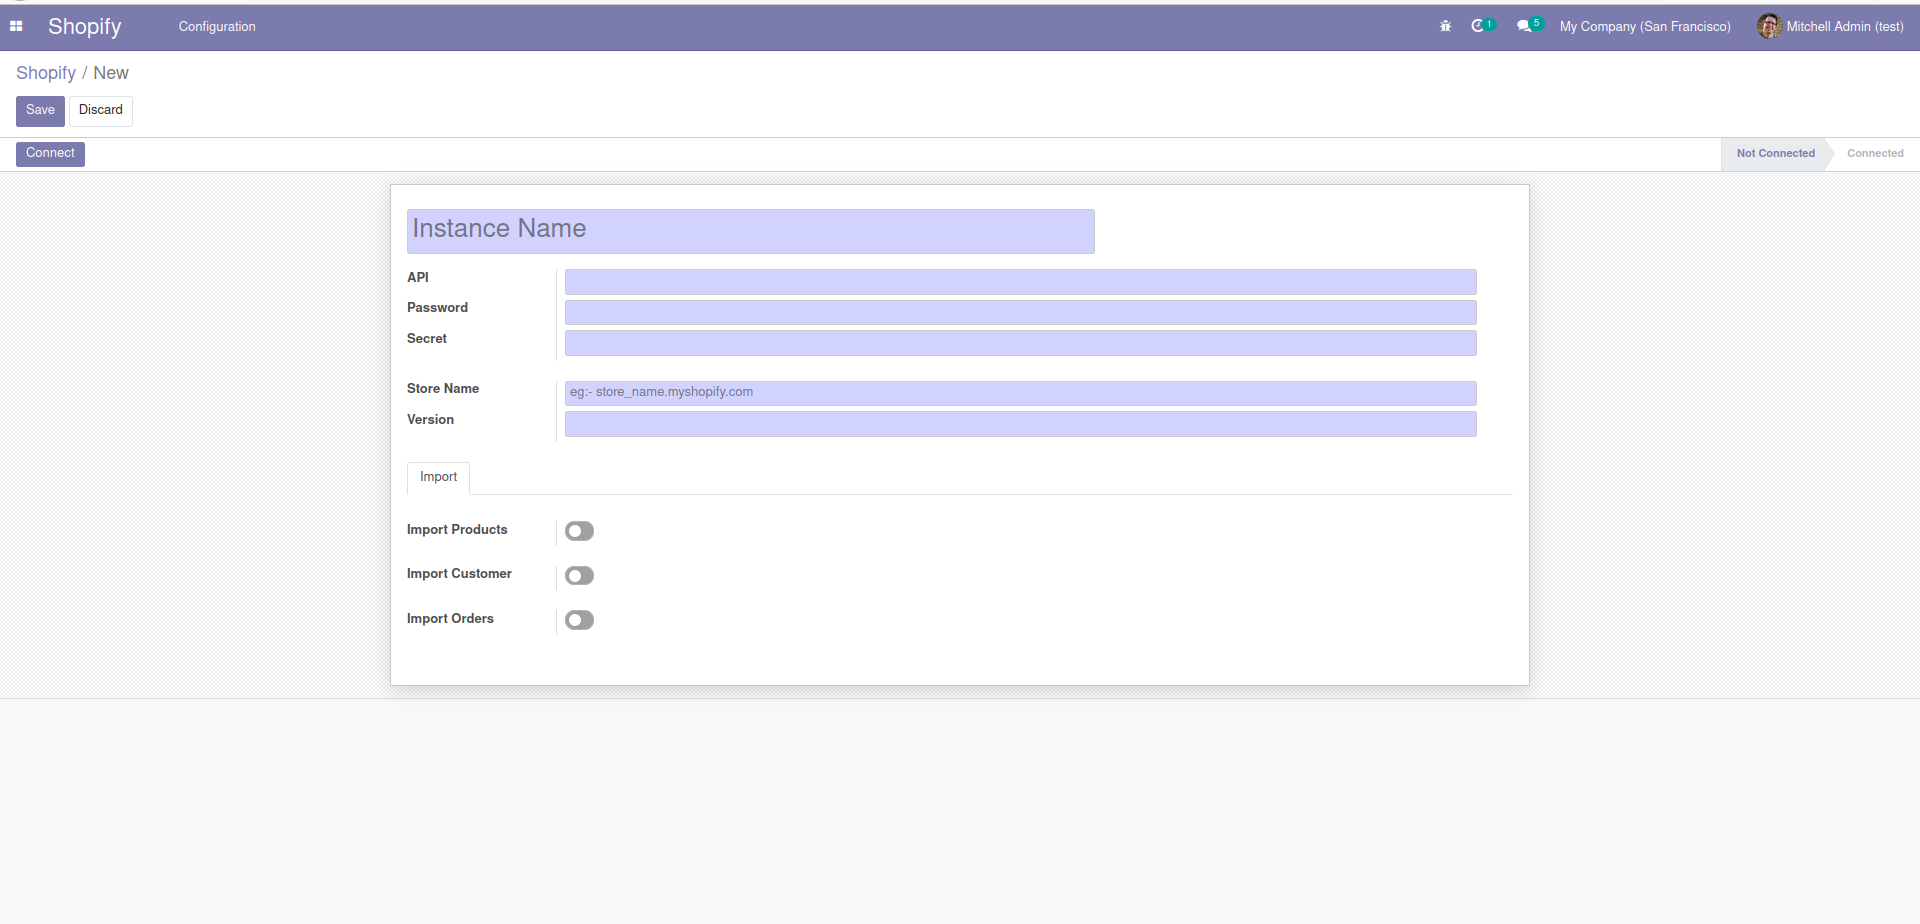 Shopify Configuration 1 5 My Company (San Francisco) Mitchell Admin (test)
Shopify / New
Save Discard
Connect Not Connected Connected
Instance Name
API
Password
Secret
Store Name eg:- store_name.myshopify.com
Version
Import
Import Products
Import Customer
Import Orders